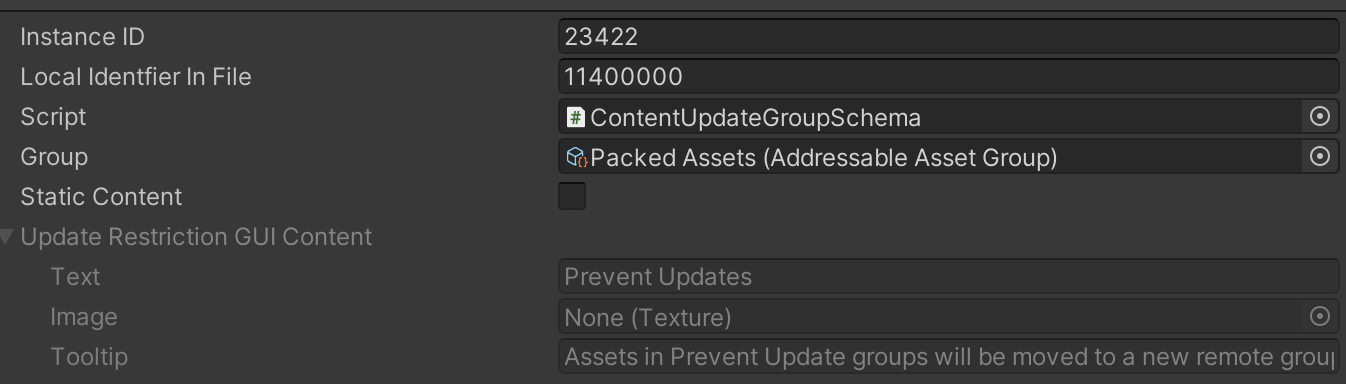 Instance ID 23422
Local Identfier In File 11400000
Script # ContentUpdateGroupSchema
Group {} Packed Assets (Addressable Asset Group)
Static Content
Update Restriction GUI Content
Text Prevent Updates
Image None (Texture)
Tooltip Assets in Prevent Update groups will be moved to a new remote group